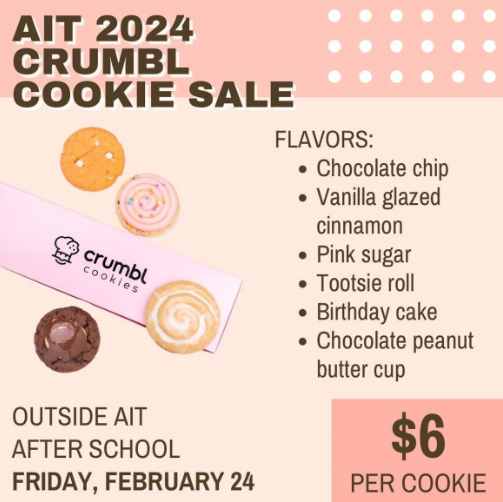 AIT 2024
CRUMBL
COOKIE SALE
FLAVORS:
• Chocolate chip
• Vanilla glazed
cinnamon
• Pink sugar
• Tootsie roll
• Birthday cake
• Chocolate peanut
butter cup
crumbl
cookies
OUTSIDE AIT
AFTER SCHOOL
FRIDAY, FEBRUARY 24
$6
PER COOKIE